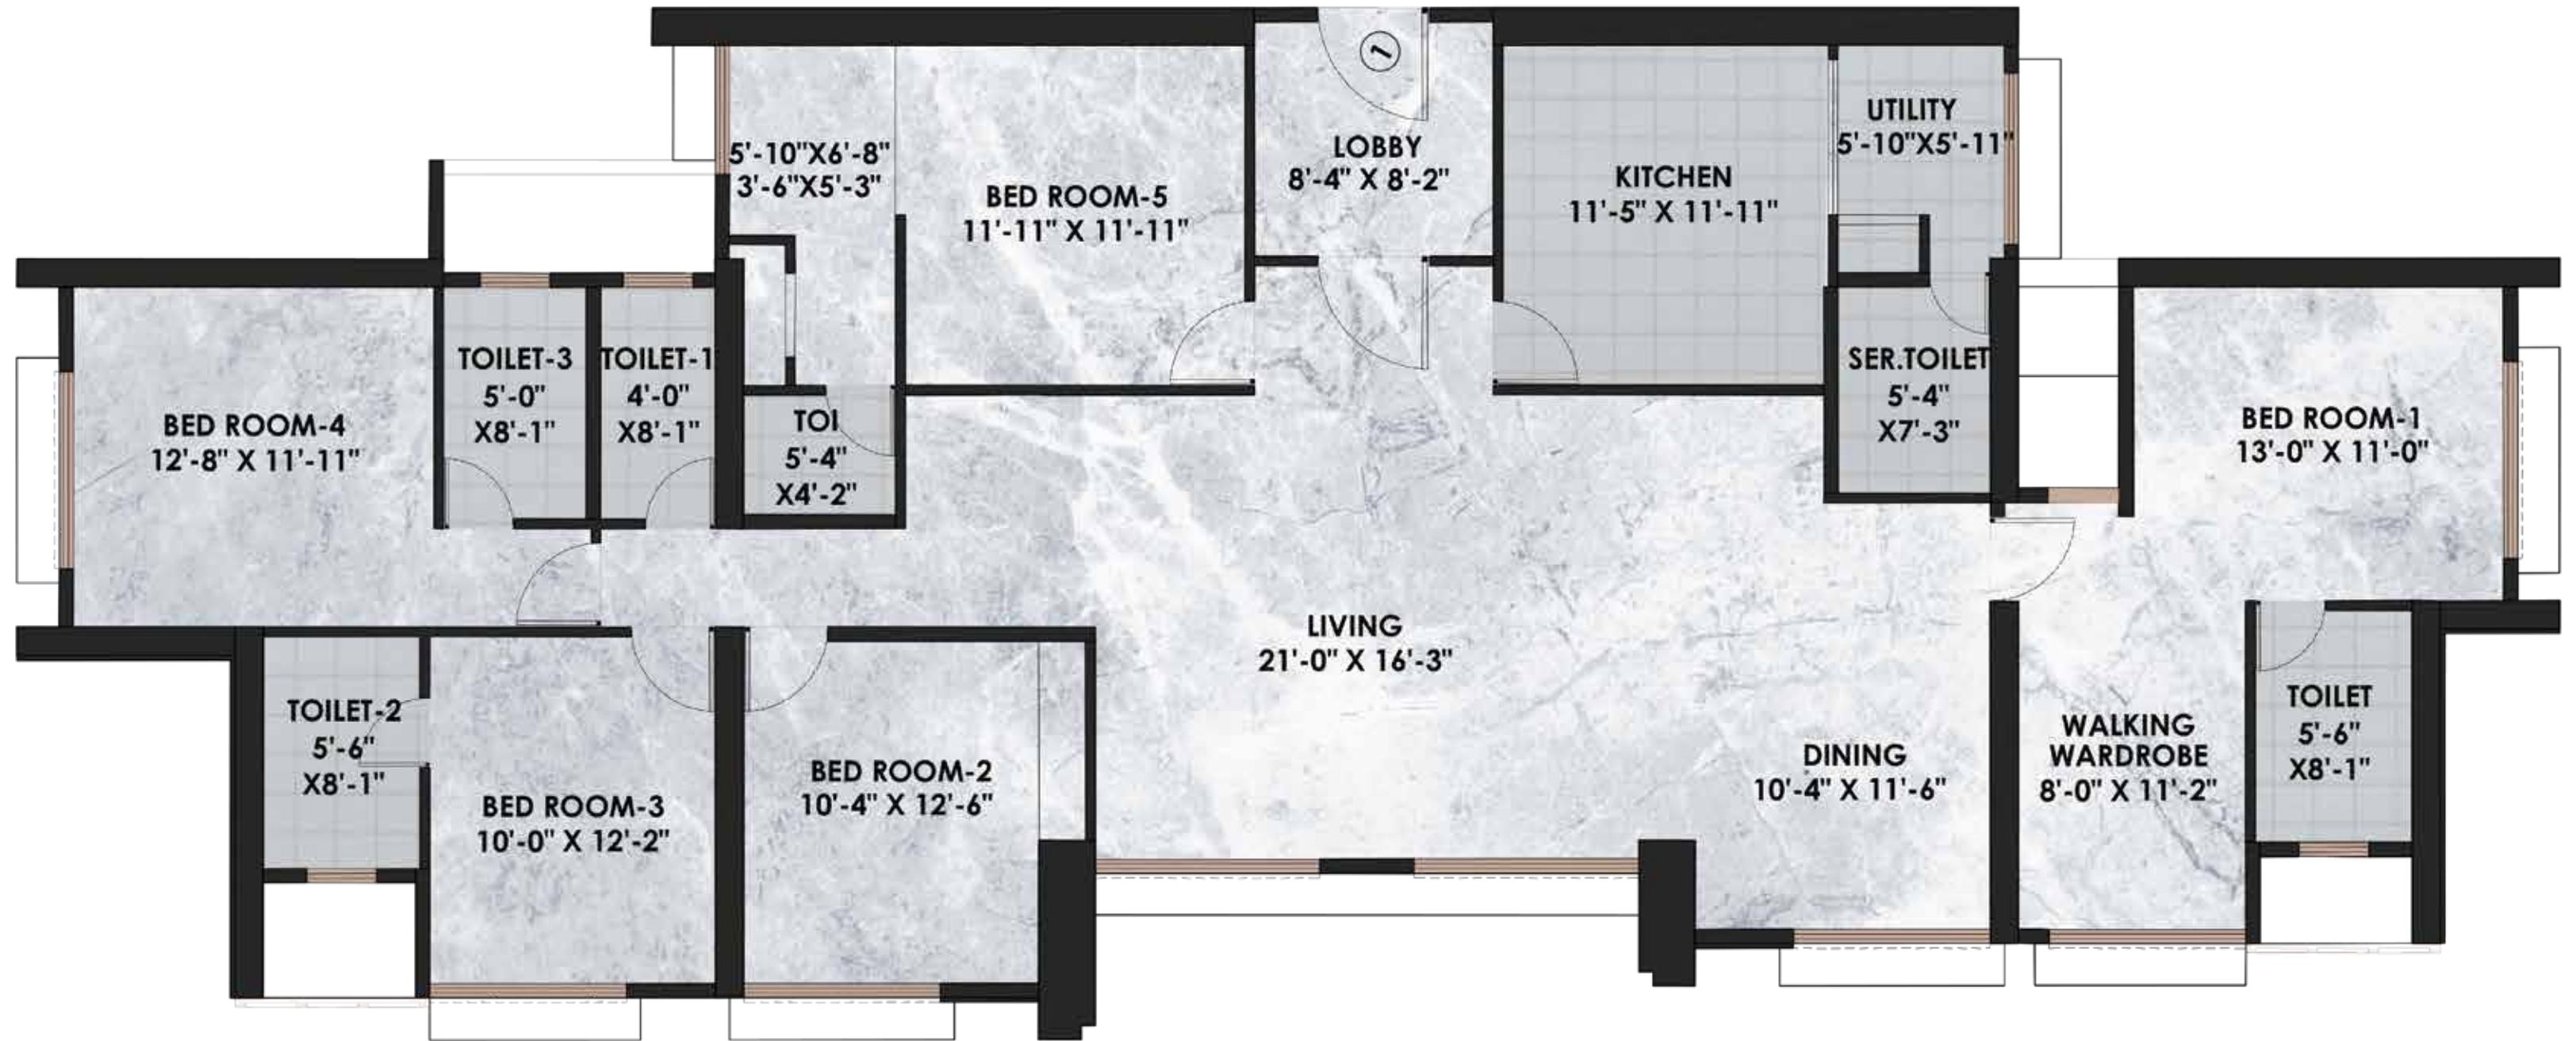 1
5'-10"X6'-8"
3'-6"X5'-3"
BED ROOM-5
11'-11" X 11'-11"
LOBBY
8'-4" X 8'-2"
KITCHEN
11'-5" X 11'-11"
UTILITY
5'-10"X5'-11"
BED ROOM-4
12'-8" X 11'-11"
TOILET-3
5'-0"
X8'-1"
TOILET-1
4'-0"
X8'-1"
TOI
5'-4"
X4'-2"
SER.TOILET
5'-4"
X7'-3"
BED ROOM-1
13'-0" X 11'-0"
LIVING
21'-0" X 16'-3"
TOILET-2
5'-6"
X8'-1"
BED ROOM-3
10'-0" X 12'-2"
BED ROOM-2
10'-4" X 12'-6"
DINING
10'-4" X 11'-6"
WALKING
WARDROBE
8'-0" X 11'-2"
TOILET
5'-6"
X8'-1"